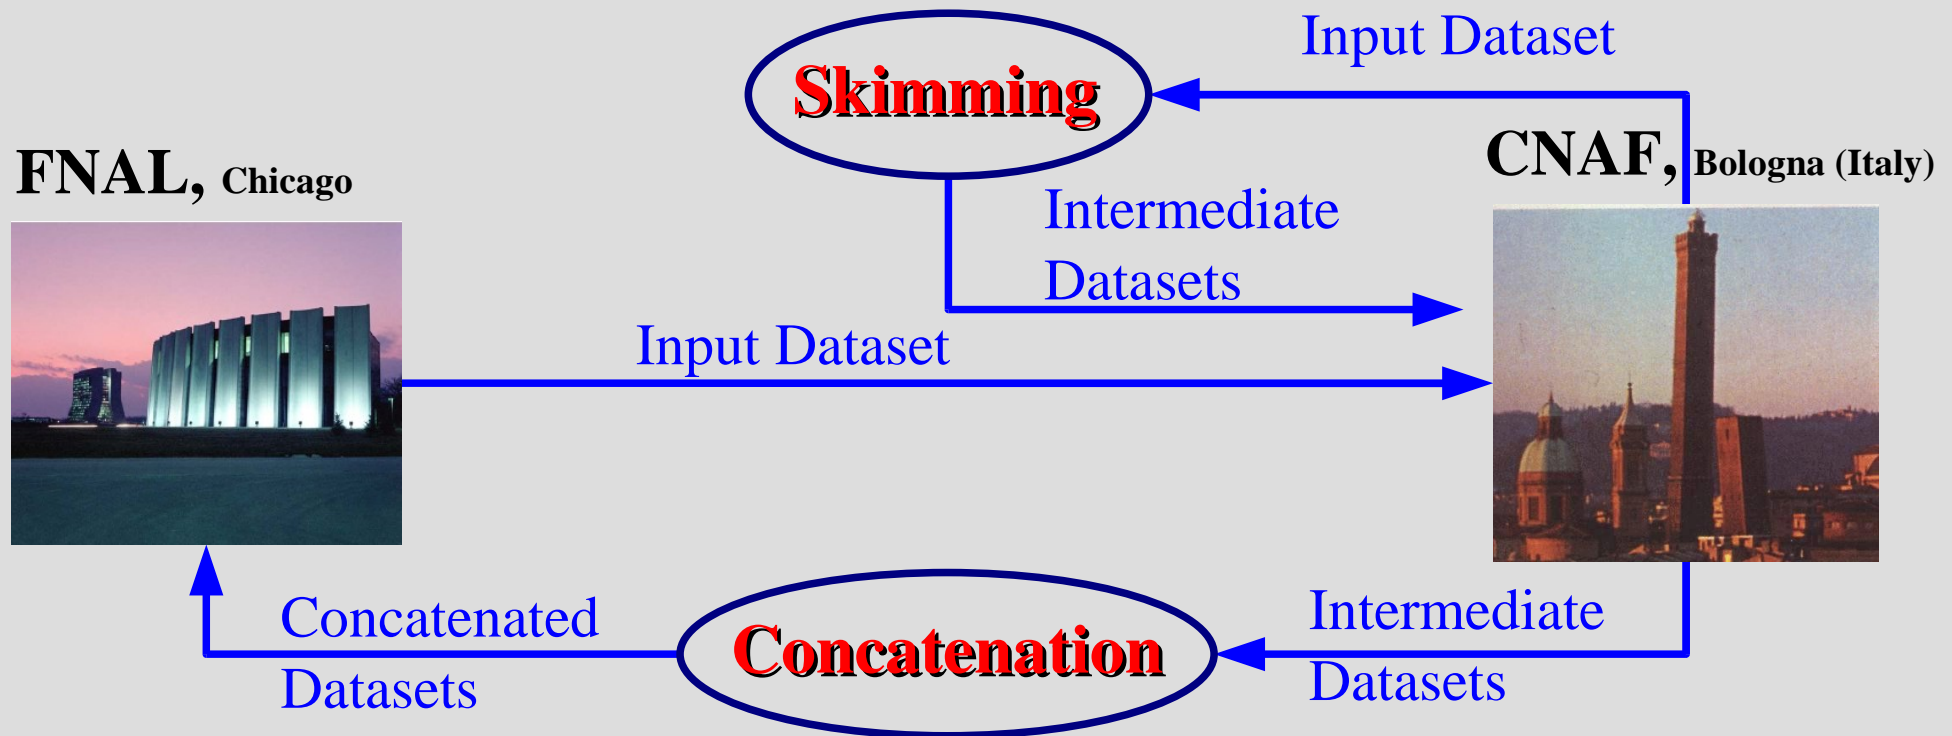 Input Dataset
Skimming
FNAL, Chicago
CNAF, Bologna (Italy)
Intermediate
Datasets
Input Dataset
Concatenated
Datasets
Concatenation
Intermediate
Datasets